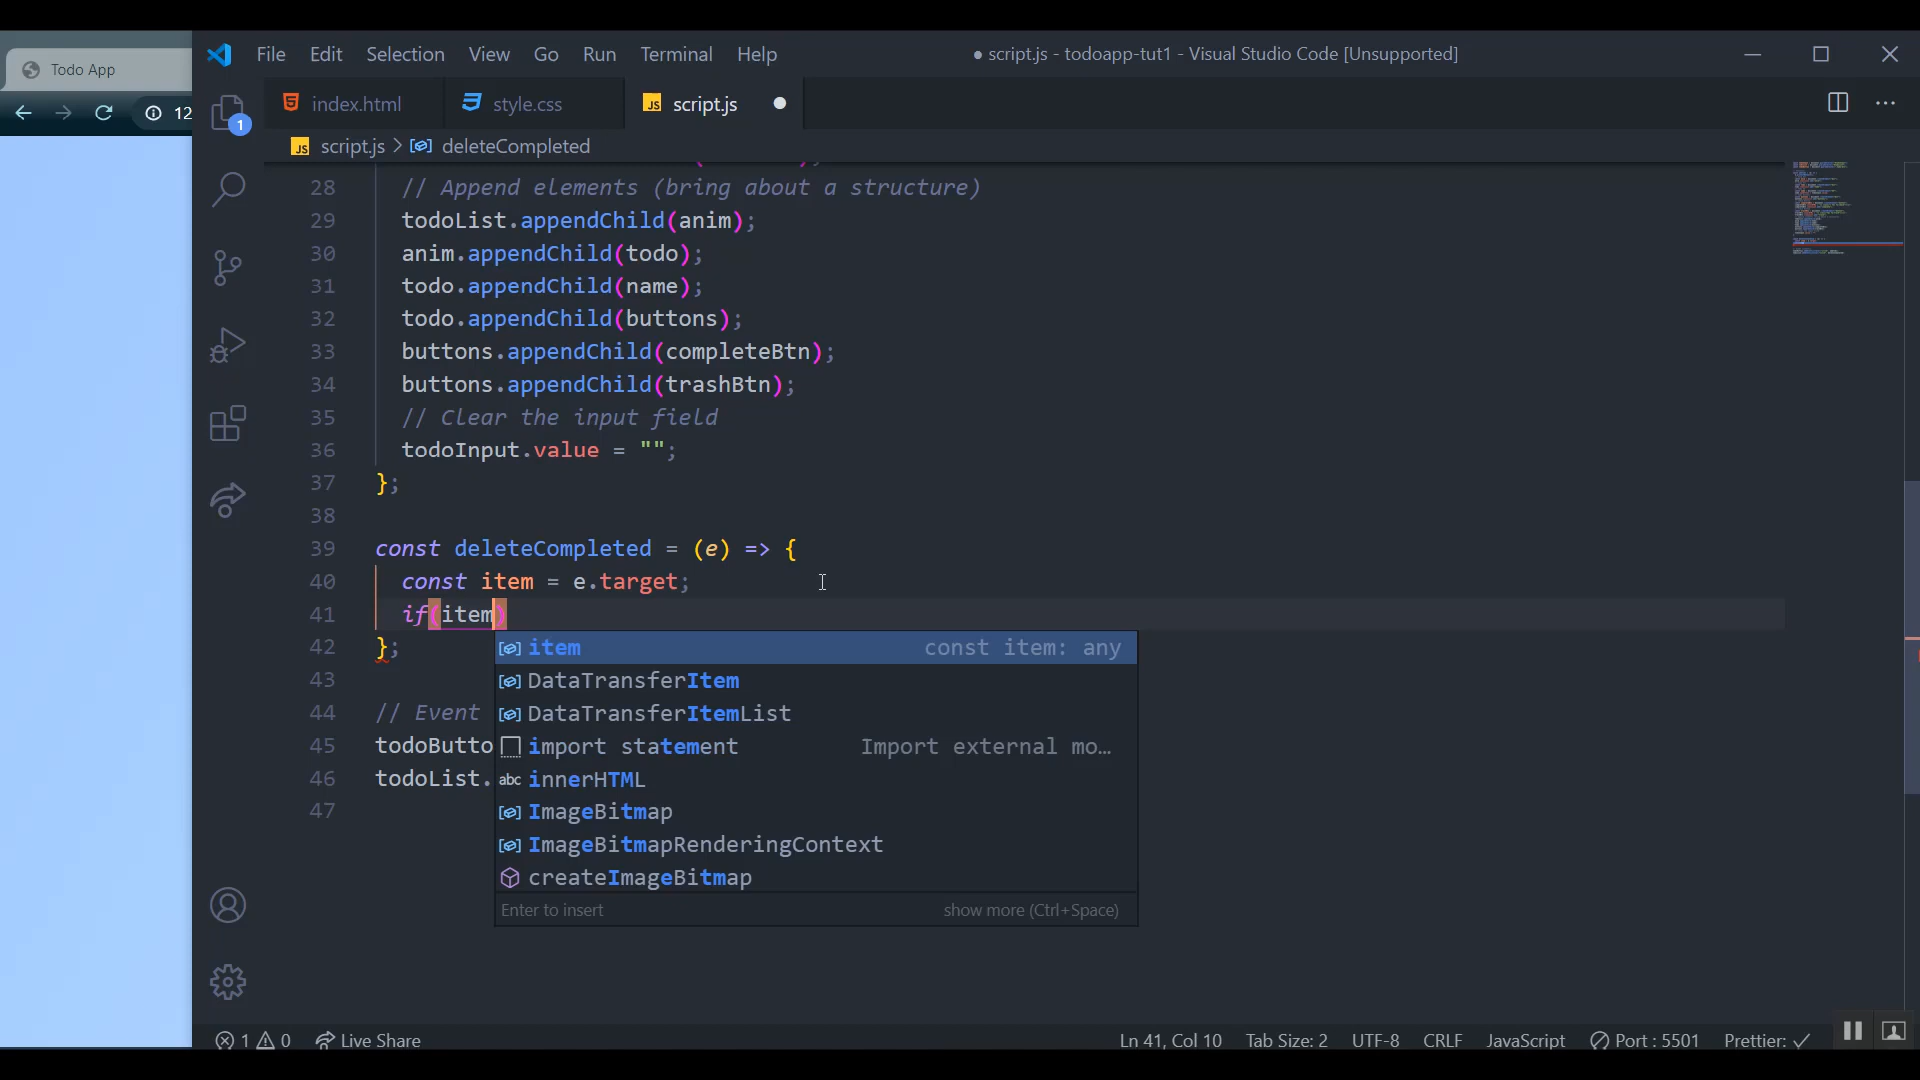 Todo App
File Edit Selection View Go Run Terminal Help
● script.js - todoapp-tut1 - Visual Studio Code [Unsupported]
12
1
index.html
style.css
JS script.js
JS script.js > deleteCompleted
28 // Append elements (bring about a structure)
29 todoList.appendChild(anim);
30 anim.appendChild(todo);
31 todo.appendChild(name);
32 todo.appendChild(buttons);
33 buttons.appendChild(completeBtn);
34 buttons.appendChild(trashBtn);
35 // Clear the input field
36 todoInput.value = "";
37 };
38
39 const deleteCompleted = (e) => {
40 const item = e.target;
41 if(item)
42 };
item const item: any
DataTransferItem
43
DataTransferItemList
44 // Event
45 todoButto
import statement Import external mo...
46 todoList.
abc innerHTML
47
ImageBitmap
ImageBitmapRenderingContext
createImageBitmap
Enter to insert show more (Ctrl+Space)
1 0 Live Share
Ln 41, Col 10 Tab Size: 2 UTF-8 CRLF JavaScript Port : 5501 Prettier: ✓